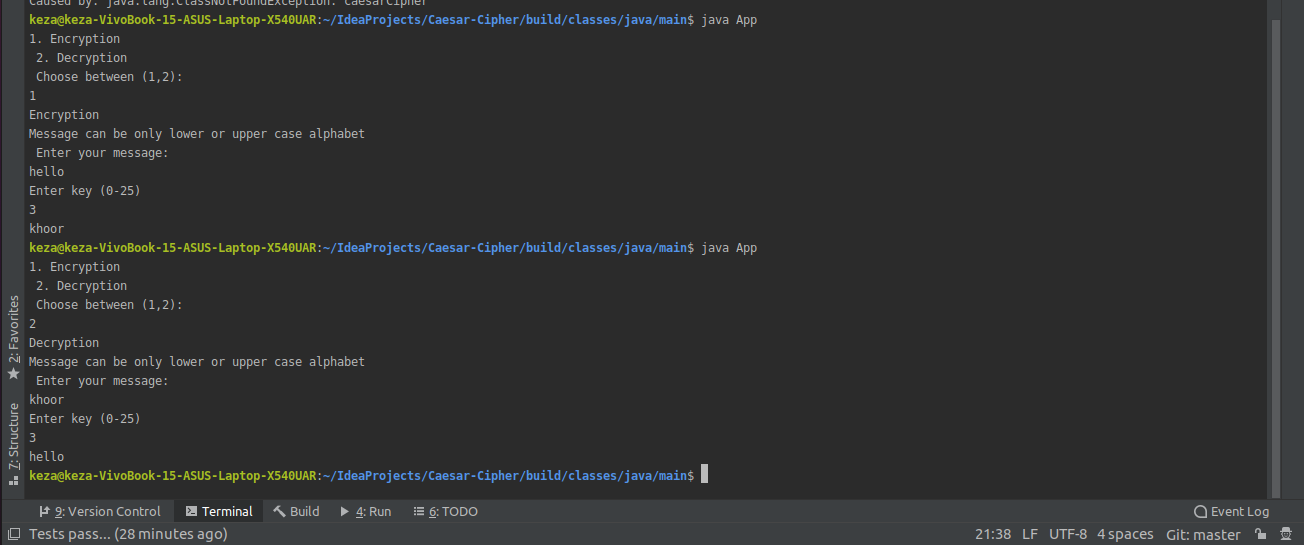 Caused by: java.lang.ClassNotFoundException: CaesarCipher
keza@keza-VivoBook-15-ASUS-Laptop-X540UAR:~/IdeaProjects/Caesar-Cipher/build/classes/java/main$ java App
1. Encryption
 2. Decryption
 Choose between (1,2):
1
Encryption
Message can be only lower or upper case alphabet
 Enter your message:
hello
Enter key (0-25)
3
khoor
keza@keza-VivoBook-15-ASUS-Laptop-X540UAR:~/IdeaProjects/Caesar-Cipher/build/classes/java/main$ java App
1. Encryption
 2. Decryption
 Choose between (1,2):
2
Decryption
Message can be only lower or upper case alphabet
 Enter your message:
khoor
Enter key (0-25)
3
hello
keza@keza-VivoBook-15-ASUS-Laptop-X540UAR:~/IdeaProjects/Caesar-Cipher/build/classes/java/main$
2: Favorites
7: Structure
9: Version Control Terminal Build 4: Run 6: TODO Event Log
Tests pass... (28 minutes ago) 21:38 LF UTF-8 4 spaces Git: master